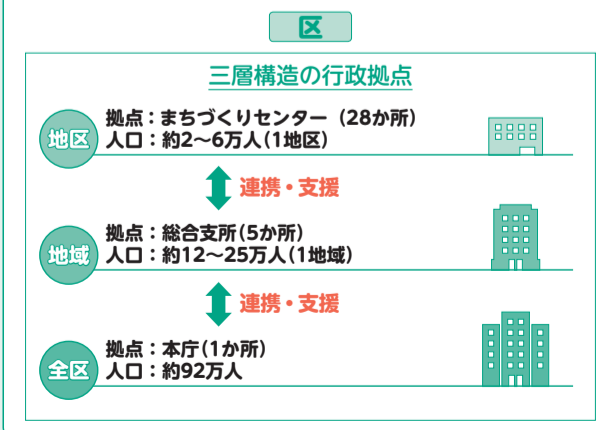 区
三層構造の行政拠点
地区
拠点：まちづくりセンター（28か所）
人口：約2～6万人(1地区)
連携・支援
地域
拠点：総合支所(5か所)
人口：約12～25万人(1地域)
連携・支援
全区
拠点：本庁(1か所)
人口：約92万人